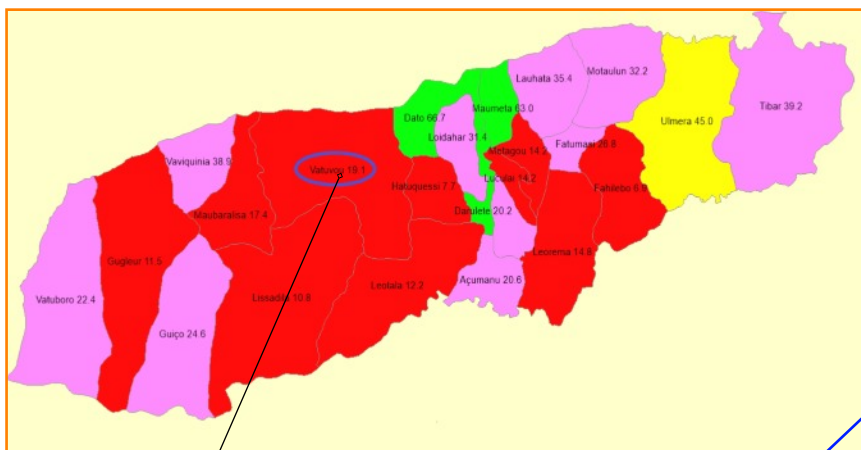 Lauhata 35.4
Motaulun 32.2
Tibar 39.2
Maumeta 63.0
Dato 66.7
Ulmera 45.0
Loidahar 31.4
Fatumasi 28.8
Metagou 14.2
Vaviquinia 38.9
Vatuvou 19.1
Luculai 14.2
Hatuquessi 7.7
Fahilebo 6.9
Darulete 20.2
Maubaralisa 17.4
Leorema 14.8
Gugleur 11.5
Açumanu 20.6
Leolala 12.2
Lissadila 10.8
Vatuboro 22.4
Guiço 24.6